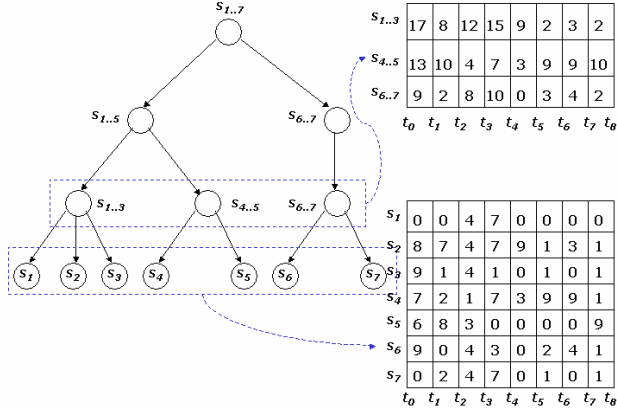 S1..7
S1..5
S6..7
S1..3
S4..5
S6..7
S1 S2 S3 S4 S5 S6 S7
S1..3 17 8 12 15 9 2 3 2
S4..5 13 10 4 7 3 9 9 10
S6..7 9 2 8 10 0 3 4 2
t0 t1 t2 t3 t4 t5 t6 t7 t8
S1 0 0 4 7 0 0 0 0
S2 8 7 4 7 9 1 3 1
S3 9 1 4 1 0 1 0 1
S4 7 2 1 7 3 9 9 1
S5 6 8 3 0 0 0 0 9
S6 9 0 4 3 0 2 4 1
S7 0 2 4 7 0 1 0 1
t0 t1 t2 t3 t4 t5 t6 t7 t8